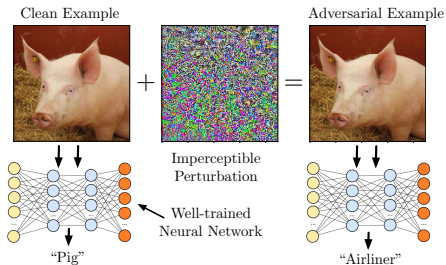 Clean Example
Adversarial Example
+
=
Imperceptible
Perturbation
Well-trained
Neural Network
...
...
...
...
...
...
...
...
“Pig”
“Airliner”